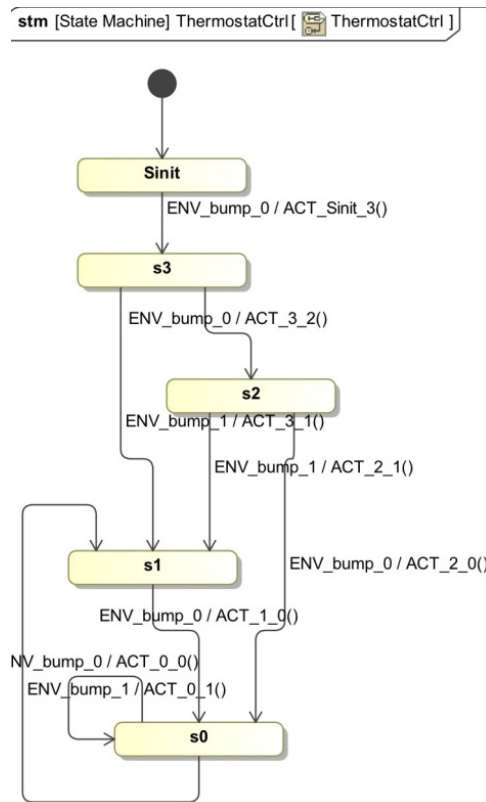 stm [State Machine] ThermostatCtrl[ ThermostatCtrl ]
Sinit
ENV_bump_0 / ACT_Sinit_3()
s3
ENV_bump_0 / ACT_3_2()
s2
ENV_bump_1 / ACT_3_1()
ENV_bump_1 / ACT_2_1()
s1
ENV_bump_0 / ACT_2_0()
ENV_bump_0 / ACT_1_0()
NV_bump_0 / ACT_0_0()
ENV_bump_1 / ACT_0_1()
s0